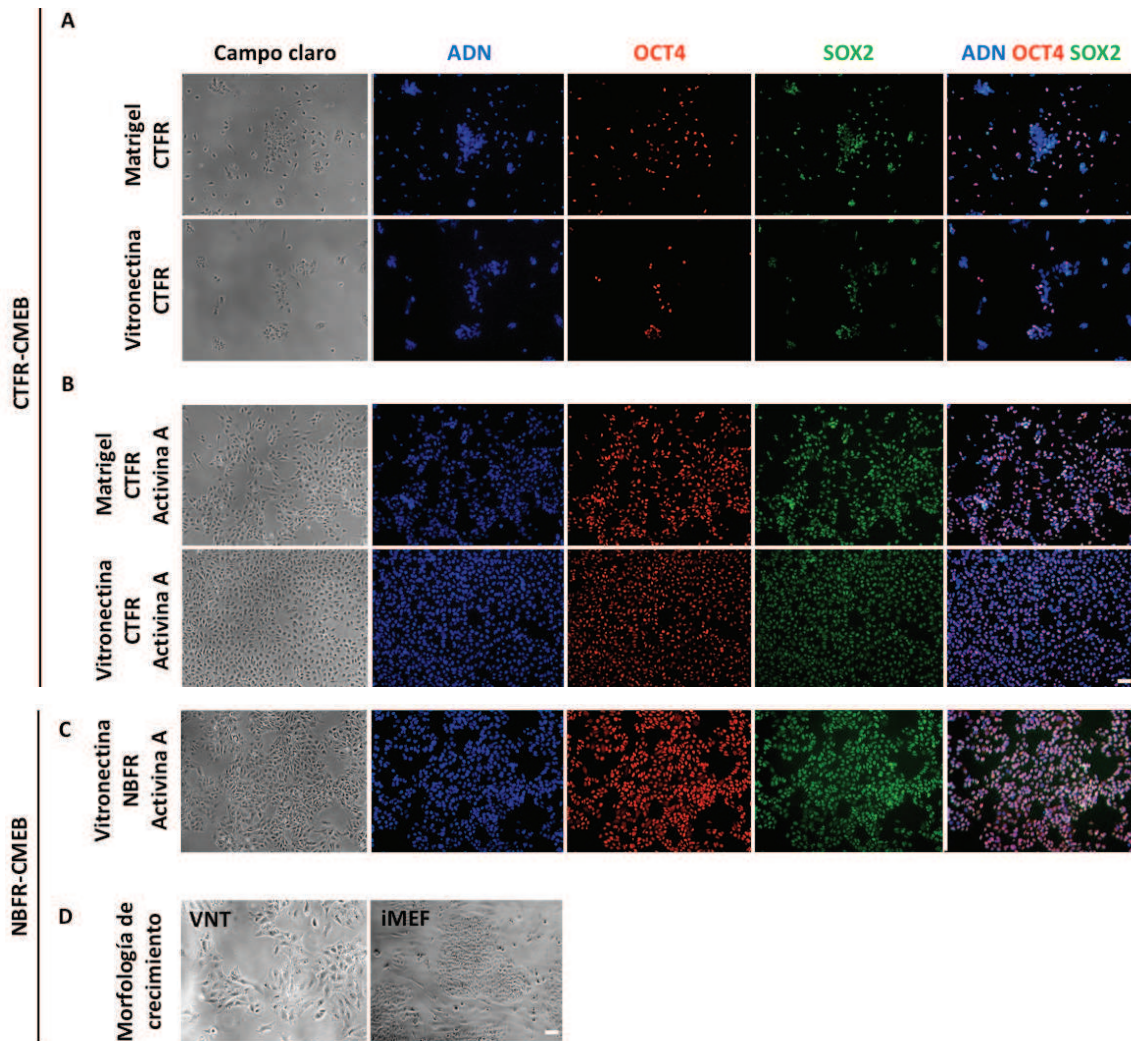 A
Campo claro
ADN
OCT4
SOX2
ADN OCT4 SOX2
CTFR-CMEB
Matrigel
CTFR
Vitronectina
CTFR
B
Matrigel
CTFR
Activina A
Vitronectina
CTFR
Activina A
NBFR-CMEB
C
Vitronectina
NBFR
Activina A
D
Morfología de
crecimiento
VNT
iMEF